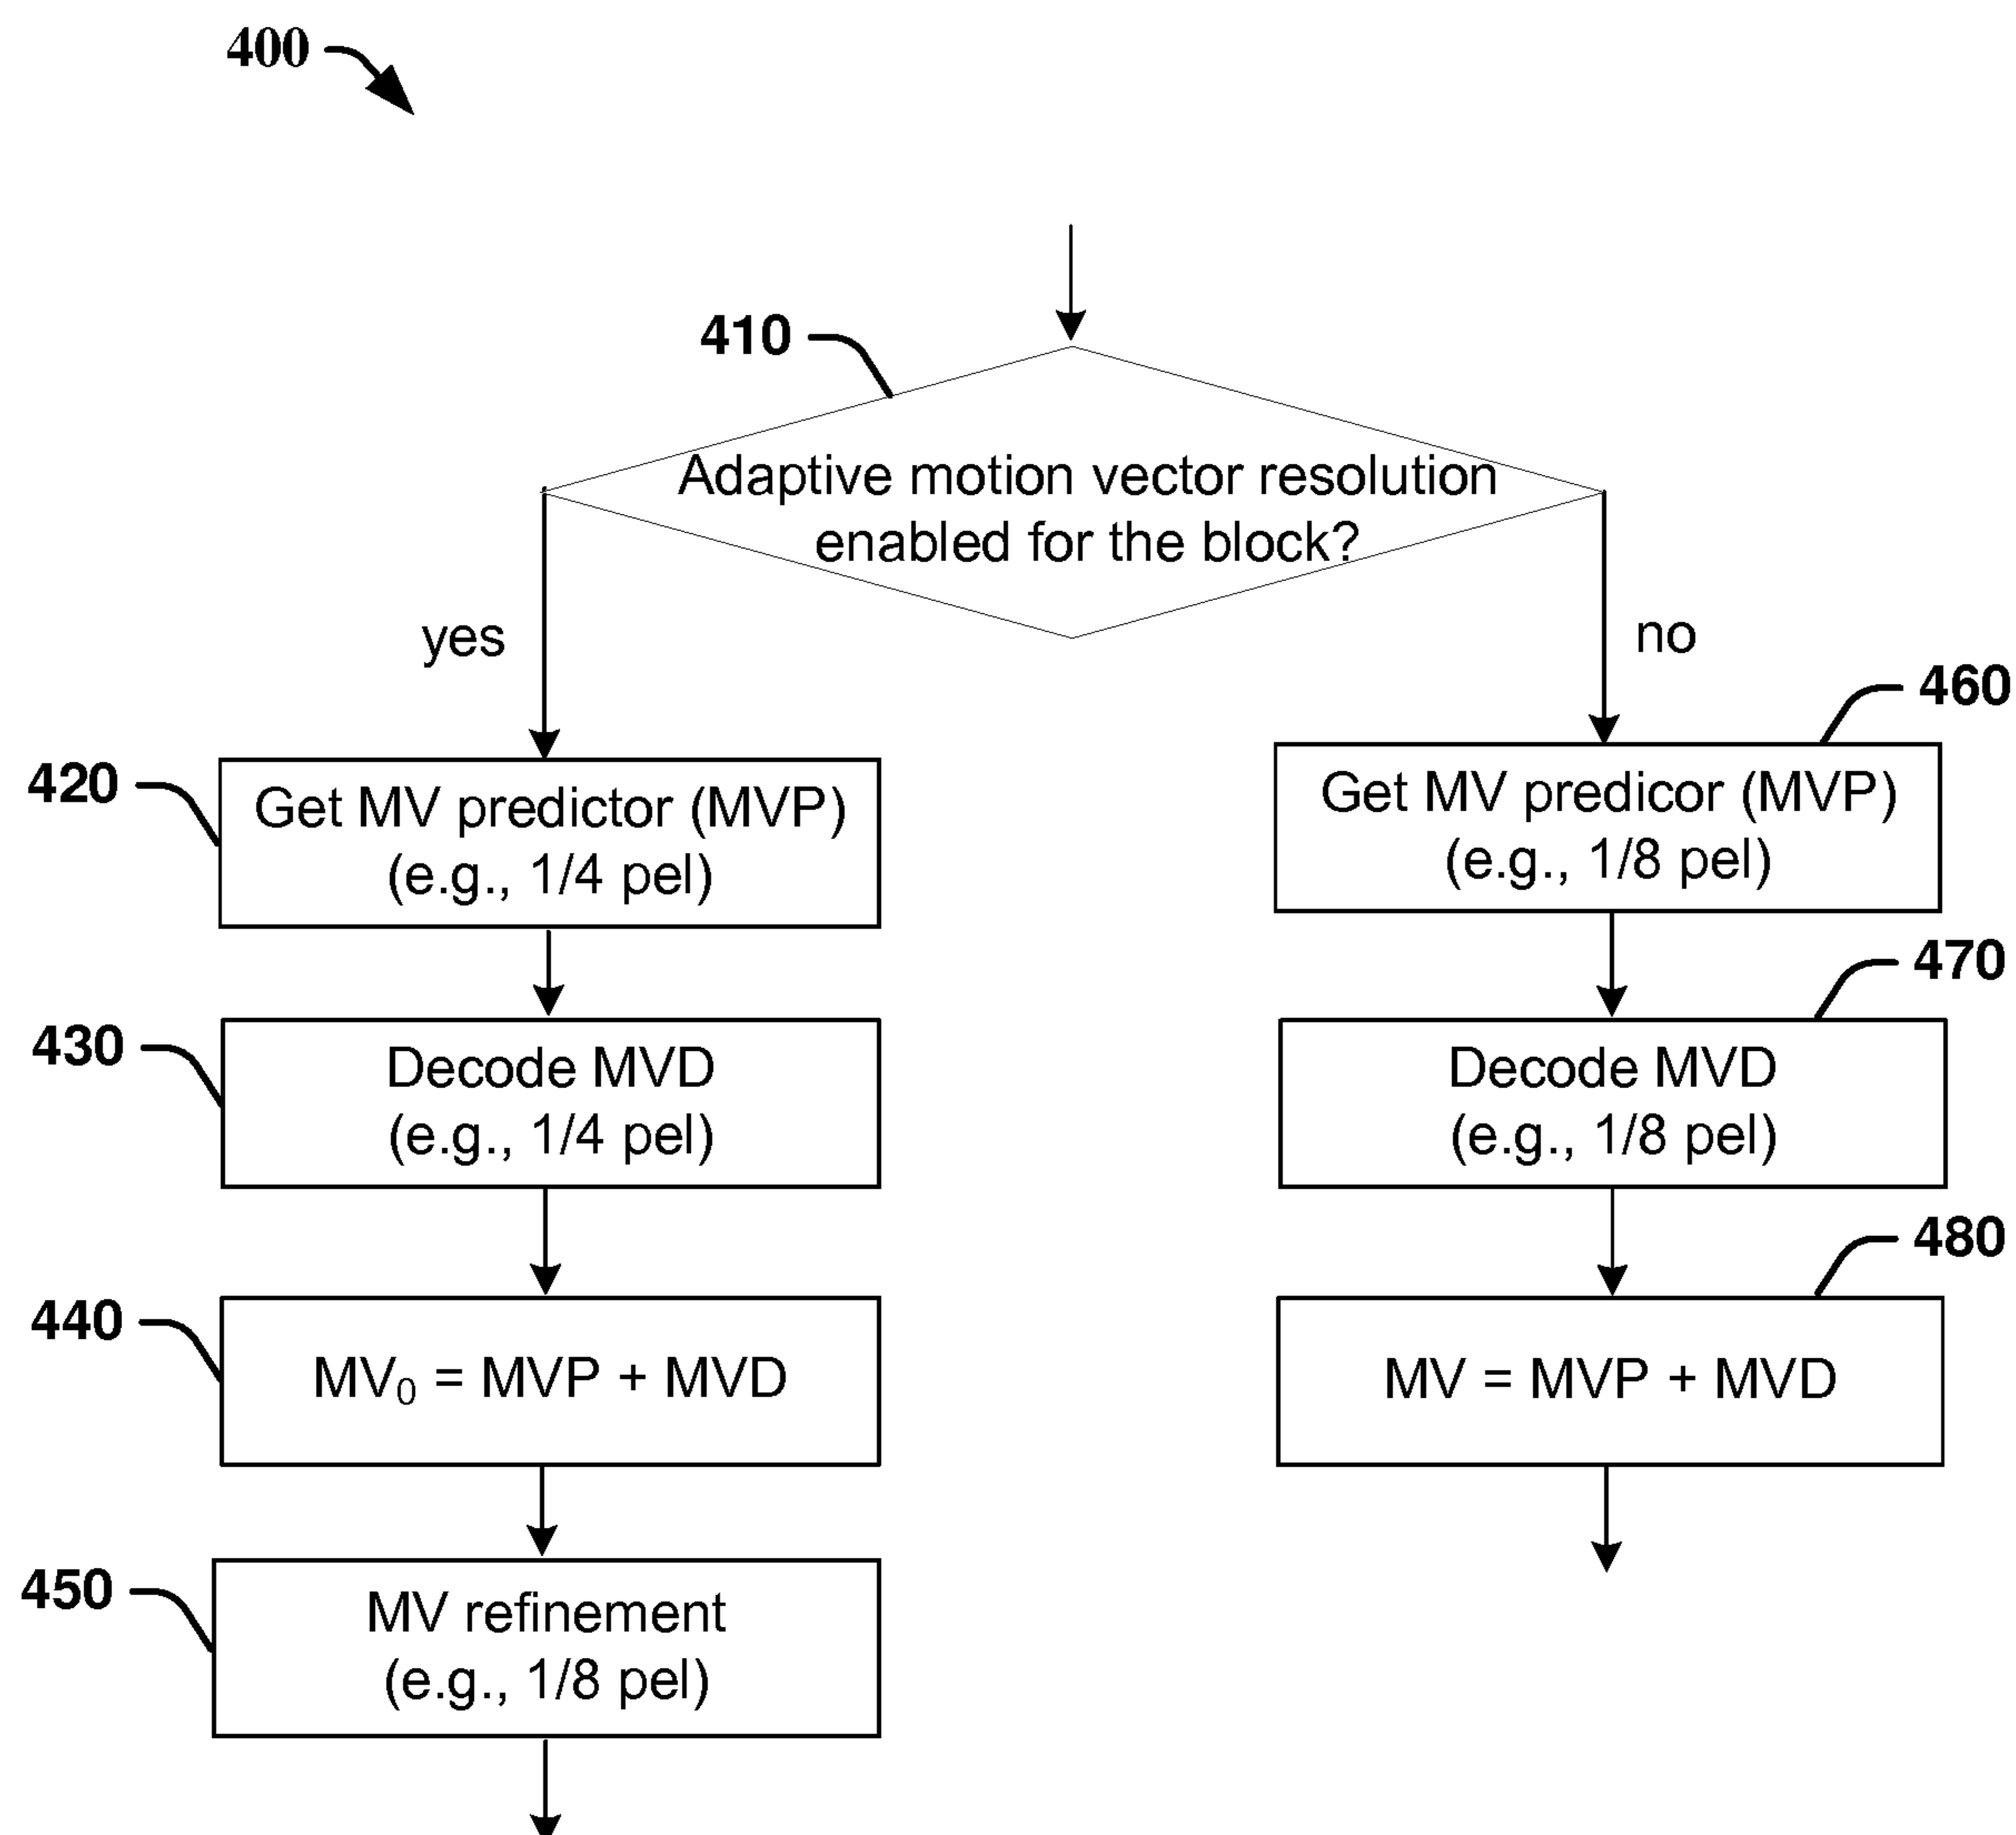 400
410
Adaptive motion vector resolution
enabled for the block?
yes
no
420
Get MV predictor (MVP)
(e.g., 1/4 pel)
460
Get MV predicor (MVP)
(e.g., 1/8 pel)
430
Decode MVD
(e.g., 1/4 pel)
470
Decode MVD
(e.g., 1/8 pel)
440
MV₀ = MVP + MVD
480
MV = MVP + MVD
450
MV refinement
(e.g., 1/8 pel)